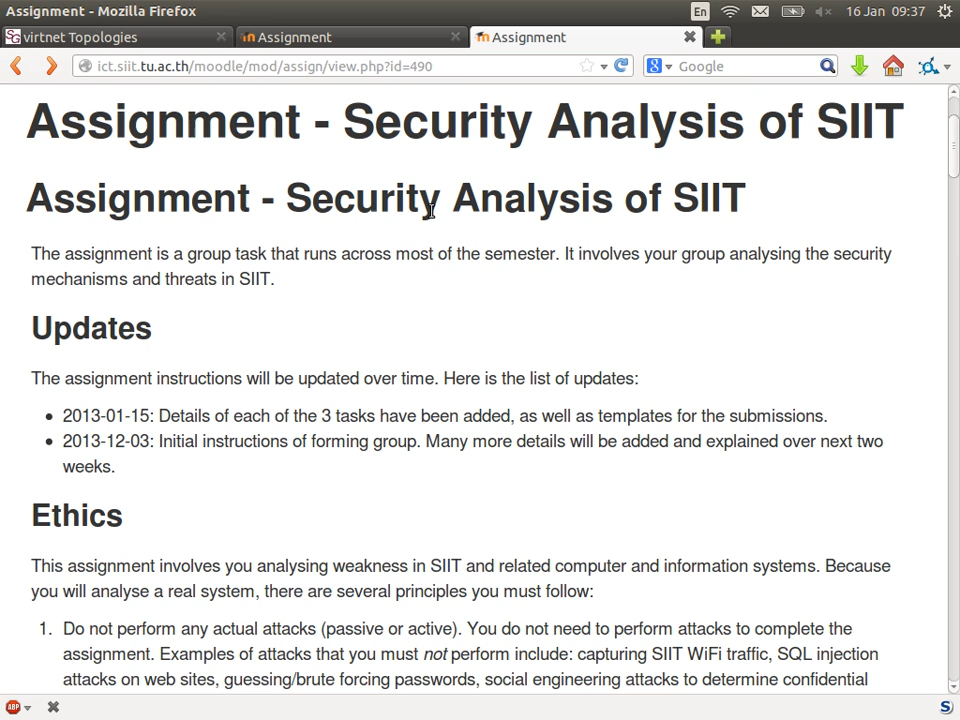 Assignment - Mozilla Firefox
En
16 Jan 09:37
SG virtnet Topologies
Assignment
Assignment
ict.siit.tu.ac.th/moodle/mod/assign/view.php?id=490
8 Google
Assignment - Security Analysis of SIIT
Assignment - Security Analysis of SIIT
The assignment is a group task that runs across most of the semester. It involves your group analysing the security
mechanisms and threats in SIIT.
Updates
The assignment instructions will be updated over time. Here is the list of updates:
• 2013-01-15: Details of each of the 3 tasks have been added, as well as templates for the submissions.
• 2013-12-03: Initial instructions of forming group. Many more details will be added and explained over next two
weeks.
Ethics
This assignment involves you analysing weakness in SIIT and related computer and information systems. Because
you will analyse a real system, there are several principles you must follow:
1. Do not perform any actual attacks (passive or active). You do not need to perform attacks to complete the
assignment. Examples of attacks that you must not perform include: capturing SIIT WiFi traffic, SQL injection
attacks on web sites, guessing/brute forcing passwords, social engineering attacks to determine confidential
ABP
S